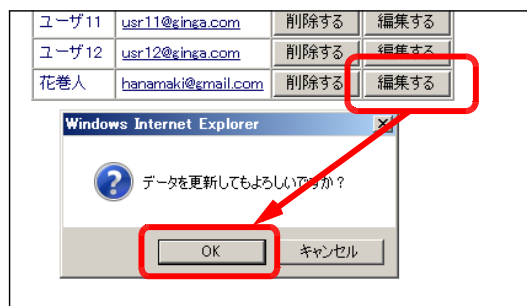 ユーザ11 usr11@ginga.com 削除する 編集する
ユーザ12 usr12@ginga.com 削除する 編集する
花巻人 hanamaki@gmail.com 削除する 編集する
Windows Internet Explorer
データを更新してもよろしいですか？
OK キャンセル